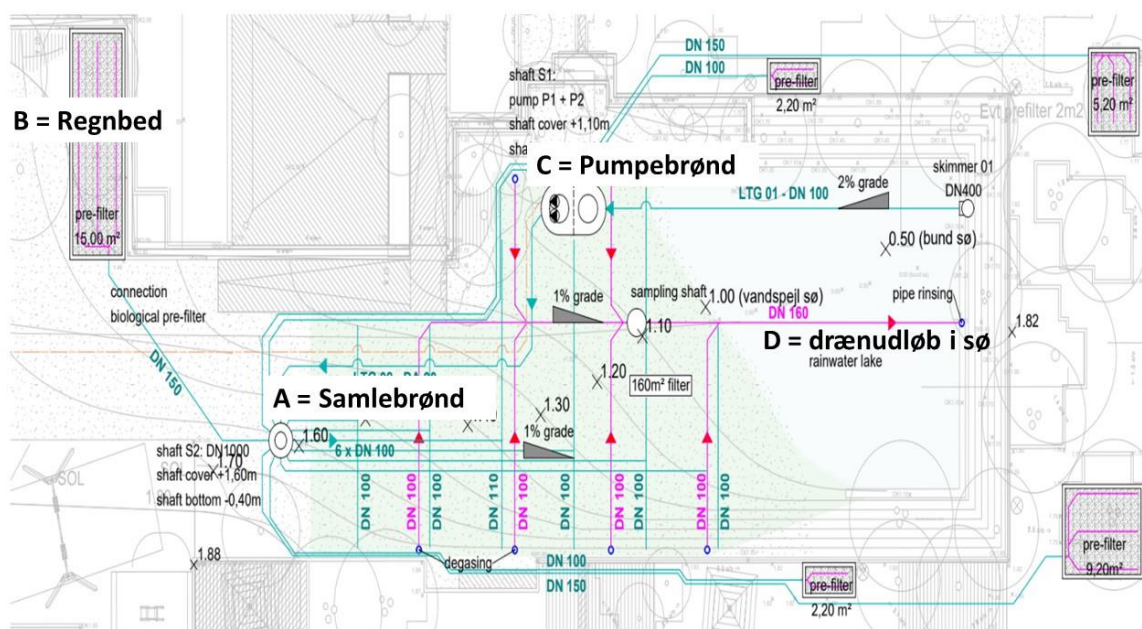 DN 150
DN 100
shaft S1:
pump P1 + P2
shaft cover +1,10m
sha
pre-filter
2,20 m²
pre-filter
5,20 m²
Evt prefilter 2m2
B = Regnbed
C = Pumpebrønd
skimmer 01
DN400
LTG 01 - DN 100
2% grade
pre-filter
15,00 m²
0.50 (bund sø)
connection
biological pre-filter
1% grade
sampling shaft
1.00 (vandspejl sø)
pipe rinsing
DN 160
1.10
1.82
D = drænudløb i sø
rainwater lake
DN 150
1.20
160m² filter
A = Samlebrønd
1.30
1.60
1% grade
6 x DN 100
shaft S2: DN1000
1.70
SOL
SOL
shaft cover +1,60m
shaft bottom -0,40m
DN 100
DN 100
DN 110
DN 100
DN 100
DN 100
DN 100
DN 100
DN 100
1.88
degasing
DN 100
DN 150
pre-filter
2,20 m²
pre-filter
9,20m²